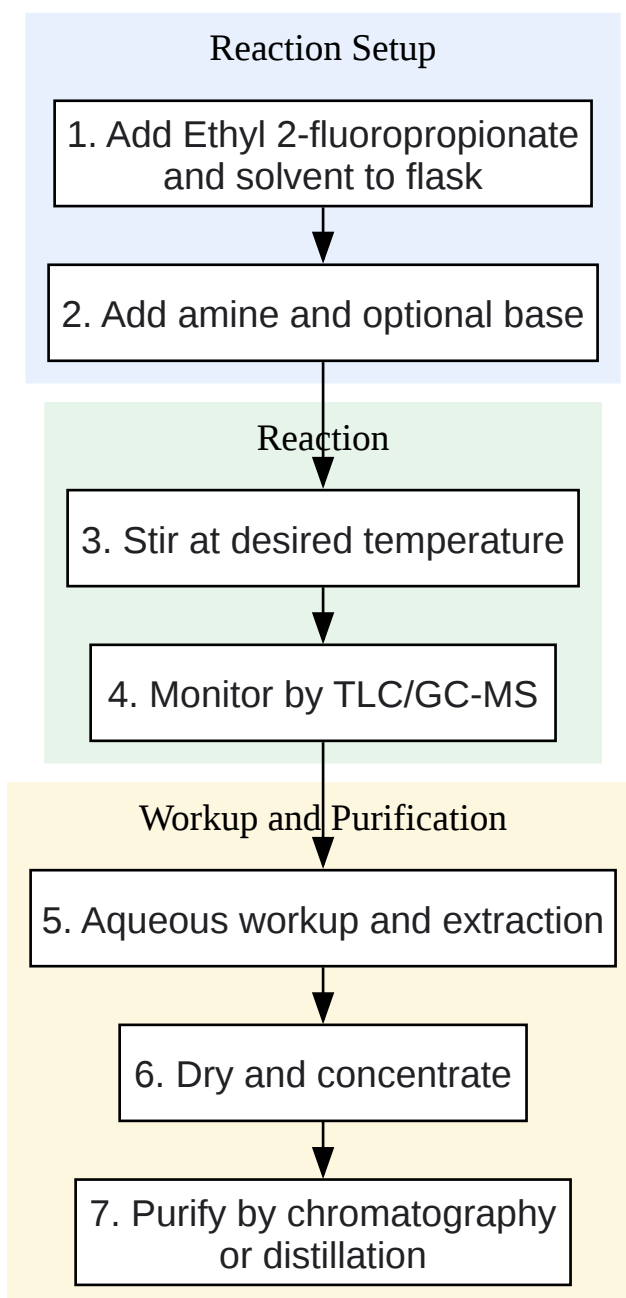 Reaction Setup
1. Add Ethyl 2-fluoropropionate
and solvent to flask
2. Add amine and optional base
Reaction
3. Stir at desired temperature
4. Monitor by TLC/GC-MS
Workup and Purification
5. Aqueous workup and extraction
6. Dry and concentrate
7. Purify by chromatography
or distillation